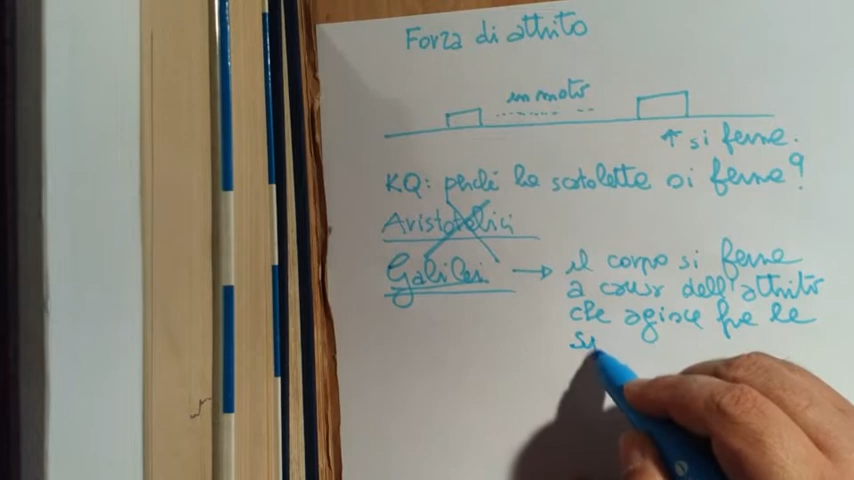 Forza di attrito
in moto
↑ si ferma.
KQ: perché la scatoletta si ferma?
Aristotelici
Galilei → il corpo si ferma
a causa dell'attrito
che agisce fra le
su